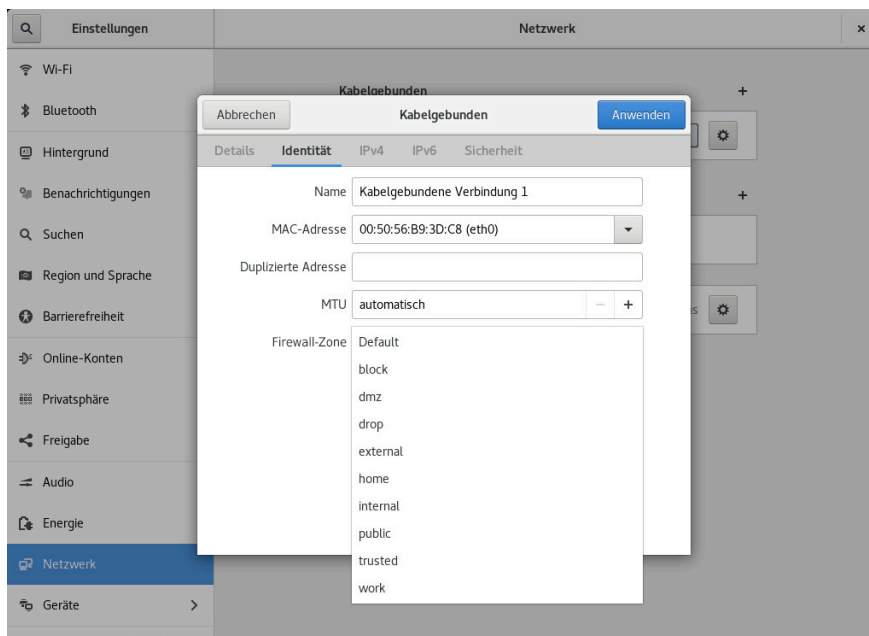 Einstellungen
Netzwerk
×
Wi-Fi
Bluetooth
Hintergrund
Benachrichtigungen
Suchen
Region und Sprache
Barrierefreiheit
Online-Konten
Privatsphäre
Freigabe
Audio
Energie
Netzwerk
Geräte
Kabelgebunden
+
+
Abbrechen
Kabelgebunden
Anwenden
Details Identität IPv4 IPv6 Sicherheit
Name Kabelgebundene Verbindung 1
MAC-Adresse 00:50:56:B9:3D:C8 (eth0)
Duplizierte Adresse
MTU automatisch − +
Firewall-Zone Default
block
dmz
drop
external
home
internal
public
trusted
work